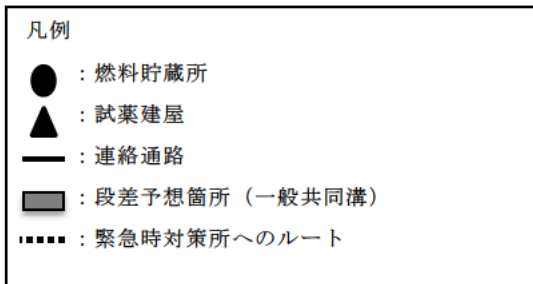 凡例
：燃料貯蔵所
：試薬建屋
：連絡通路
：段差予想箇所（一般共同溝）
：緊急時対策所へのルート